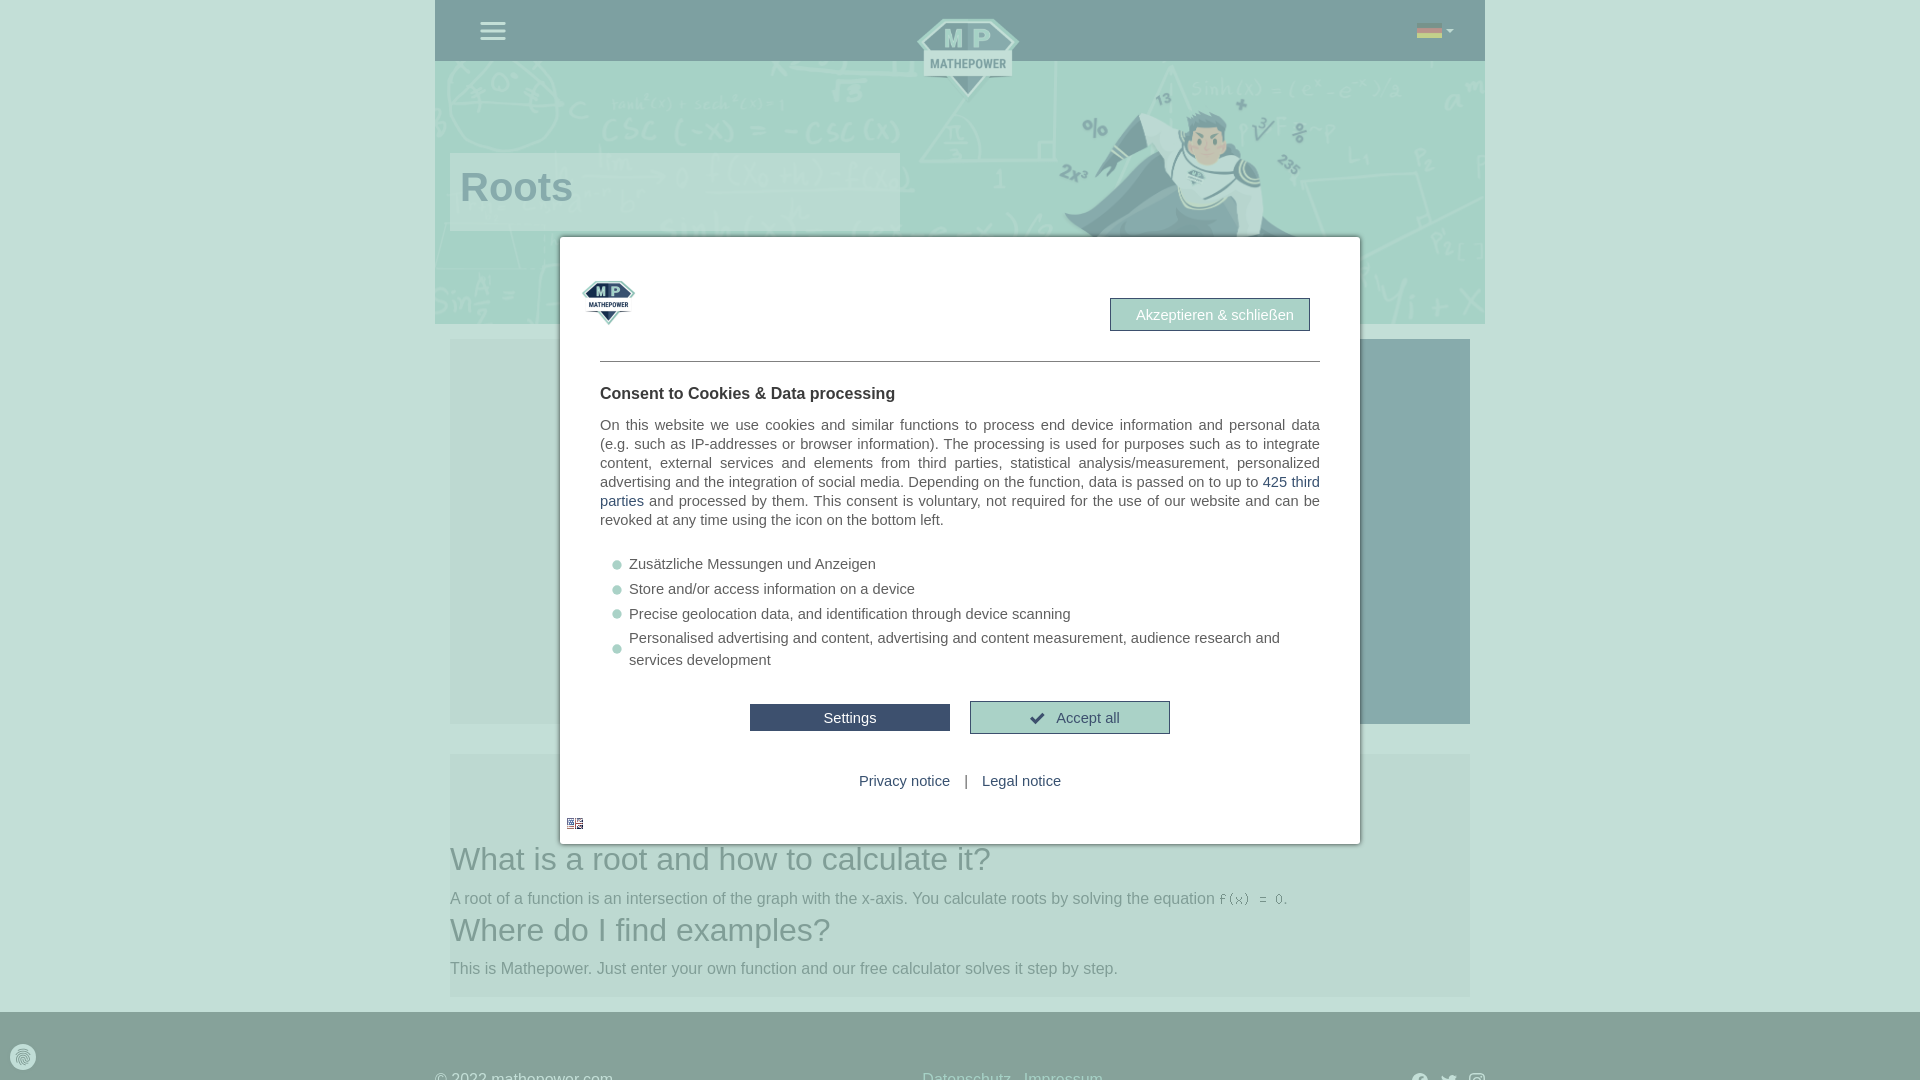 MP
MATHEPOWER
Roots
MP
MATHEPOWER
Akzeptieren & schließen
Consent to Cookies & Data processing
On this website we use cookies and similar functions to process end device information and personal data
(e.g. such as IP-addresses or browser information). The processing is used for purposes such as to integrate
content, external services and elements from third parties, statistical analysis/measurement, personalized
advertising and the integration of social media. Depending on the function, data is passed on to up to 425 third
parties and processed by them. This consent is voluntary, not required for the use of our website and can be
revoked at any time using the icon on the bottom left.
Zusätzliche Messungen und Anzeigen
Store and/or access information on a device
Precise geolocation data, and identification through device scanning
Personalised advertising and content, advertising and content measurement, audience research and
services development
Settings
Accept all
Privacy notice | Legal notice
What is a root and how to calculate it?
A root of a function is an intersection of the graph with the x-axis. You calculate roots by solving the equation f(x) = 0.
Where do I find examples?
This is Mathepower. Just enter your own function and our free calculator solves it step by step.
© 2022 mathepower.com
Datenschutz Impressum